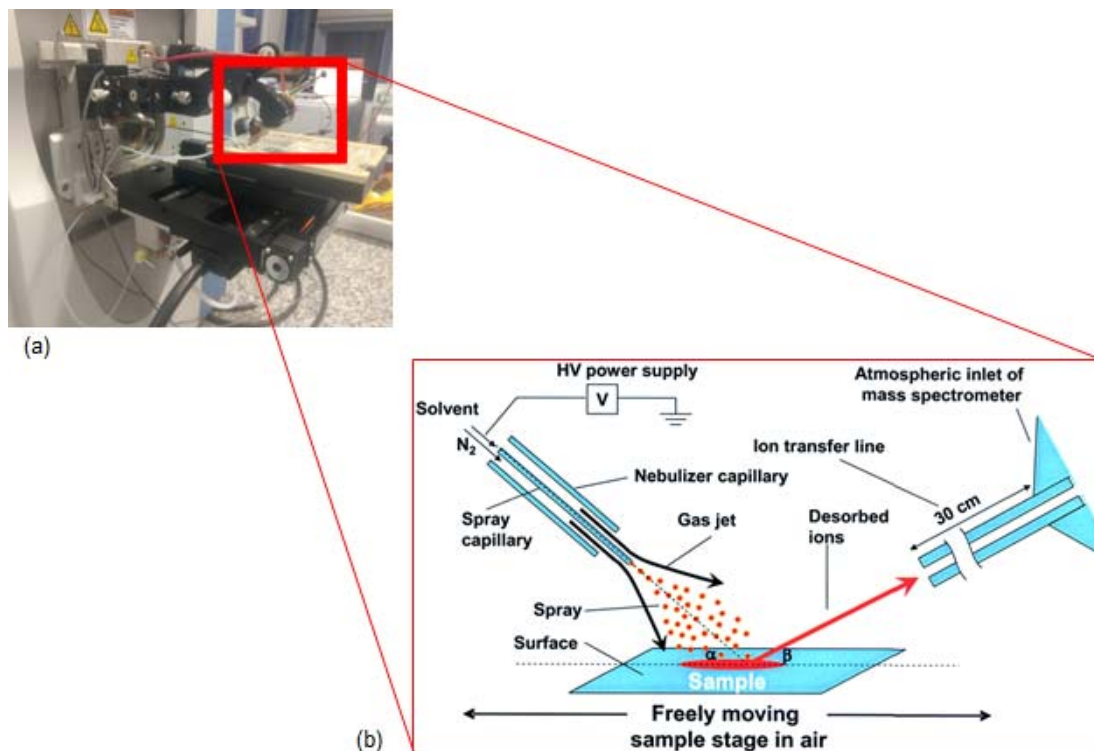 (a)
HV power supply
V
Solvent
N2
Nebulizer capillary
Spray
capillary
Gas jet
Spray
Surface
α
β
Sample
Desorbed
ions
Atmospheric inlet of
mass spectrometer
Ion transfer line
30 cm
Freely moving
sample stage in air
(b)